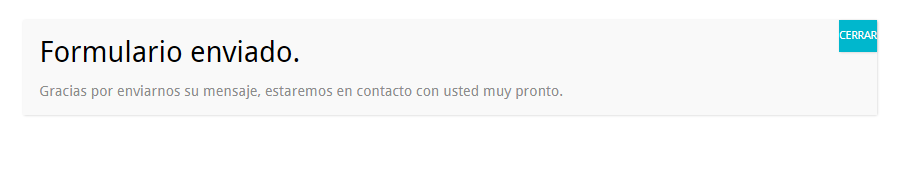 CERRAR
Formulario enviado.
Gracias por enviarnos su mensaje, estaremos en contacto con usted muy pronto.